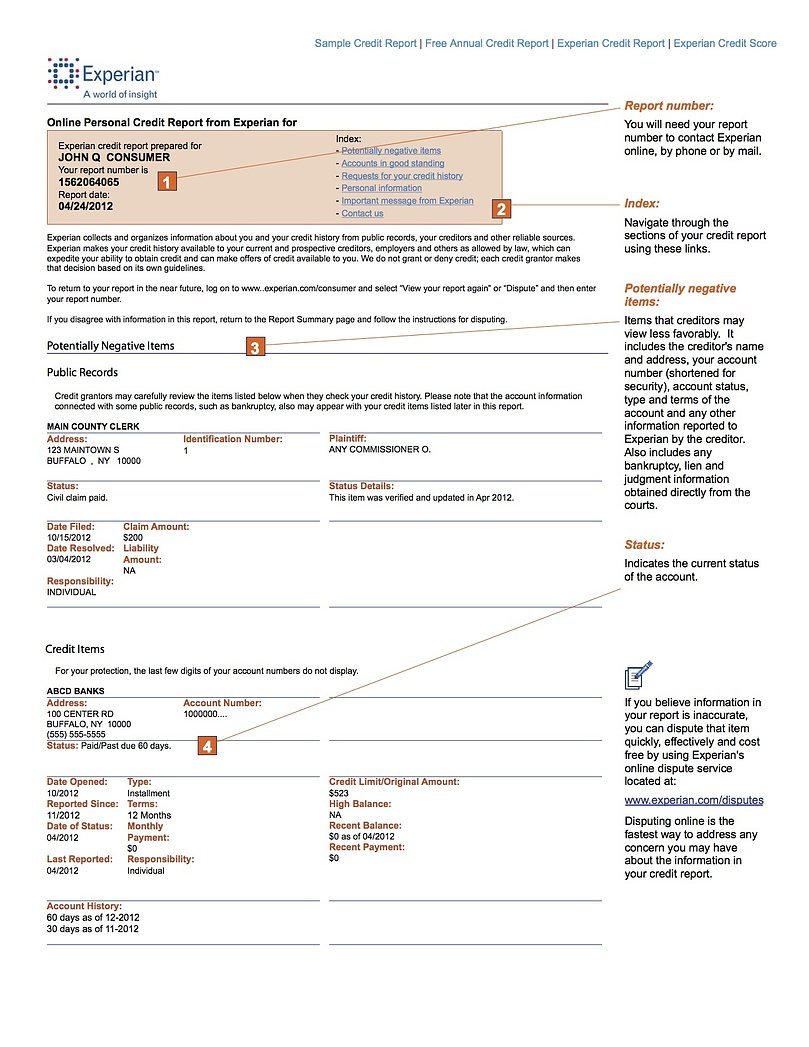 Sample Credit Report | Free Annual Credit Report | Experian Credit Report | Experian Credit Score
Experian™
A world of insight
Online Personal Credit Report from Experian for
Experian credit report prepared for
JOHN Q CONSUMER
Your report number is
1562064065
Report date:
04/24/2012
1
Index:
- Potentially negative items
- Accounts in good standing
- Requests for your credit history
- Personal information
- Important message from Experian
- Contact us
2
Experian collects and organizes information about you and your credit history from public records, your creditors and other reliable sources.
Experian makes your credit history available to your current and prospective creditors, employers and others as allowed by law, which can
expedite your ability to obtain credit and can make offers of credit available to you. We do not grant or deny credit; each credit grantor makes
that decision based on its own guidelines.
To return to your report in the near future, log on to www..experian.com/consumer and select “View your report again” or “Dispute” and then enter
your report number.
If you disagree with information in this report, return to the Report Summary page and follow the instructions for disputing.
Potentially Negative Items
3
Public Records
Credit grantors may carefully review the items listed below when they check your credit history. Please note that the account information
connected with some public records, such as bankruptcy, also may appear with your credit items listed later in this report.
MAIN COUNTY CLERK
Address:
123 MAINTOWN S
BUFFALO , NY 10000
Identification Number:
1
Plaintiff:
ANY COMMISSIONER O.
Status:
Civil claim paid.
Status Details:
This item was verified and updated in Apr 2012.
Date Filed:
10/15/2012
Date Resolved:
03/04/2012
Responsibility:
INDIVIDUAL
Claim Amount:
$200
Liability
Amount:
NA
Credit Items
For your protection, the last few digits of your account numbers do not display.
ABCD BANKS
Address:
100 CENTER RD
BUFFALO, NY 10000
(555) 555-5555
Account Number:
1000000....
Status: Paid/Past due 60 days.
4
Date Opened:
10/2012
Reported Since:
11/2012
Date of Status:
04/2012
Last Reported:
04/2012
Type:
Installment
Terms:
12 Months
Monthly
Payment:
$0
Responsibility:
Individual
Credit Limit/Original Amount:
$523
High Balance:
NA
Recent Balance:
$0 as of 04/2012
Recent Payment:
$0
Account History:
60 days as of 12-2012
30 days as of 11-2012
Report number:
You will need your report
number to contact Experian
online, by phone or by mail.
Index:
Navigate through the
sections of your credit report
using these links.
Potentially negative
items:
Items that creditors may
view less favorably. It
includes the creditor's name
and address, your account
number (shortened for
security), account status,
type and terms of the
account and any other
information reported to
Experian by the creditor.
Also includes any
bankruptcy, lien and
judgment information
obtained directly from the
courts.
Status:
Indicates the current status
of the account.
If you believe information in
your report is inaccurate,
you can dispute that item
quickly, effectively and cost
free by using Experian's
online dispute service
located at:
www.experian.com/disputes
Disputing online is the
fastest way to address any
concern you may have
about the information in
your credit report.